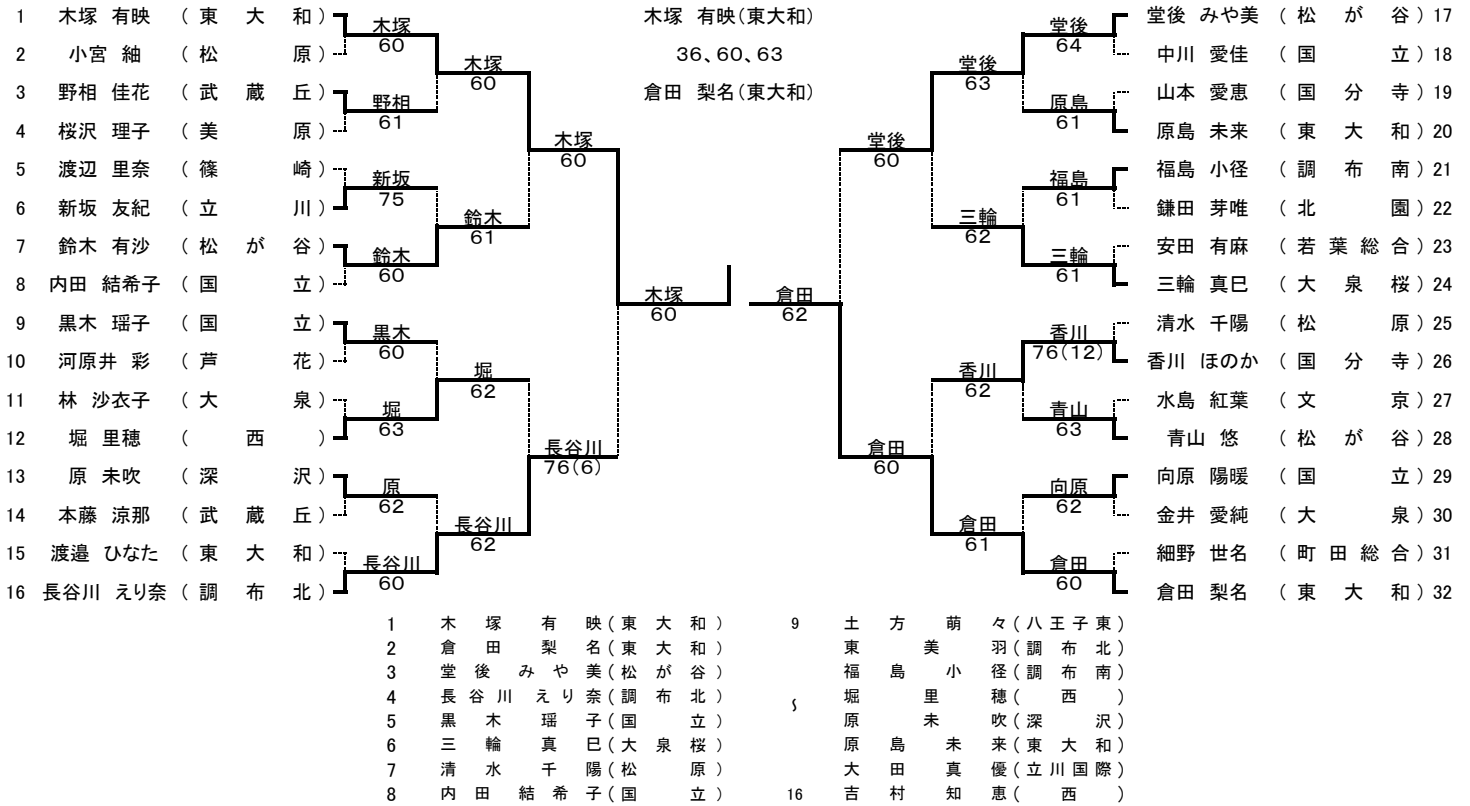 木塚 有映(東大和)
36、60、63
倉田 梨名(東大和)
1 木塚 有映 (東大和)
2 小宮 紬 (松原)
3 野相 佳花 (武蔵丘)
4 桜沢 理子 (美原)
5 渡辺 里奈 (篠崎)
6 新坂 友紀 (立川)
7 鈴木 有沙 (松が谷)
8 内田 結希子 (国立)
9 黒木 瑶子 (国立)
10 河原井 彩 (芦花)
11 林 沙衣子 (大泉)
12 堀 里穂 (西)
13 原 未吹 (深沢)
14 本藤 涼那 (武蔵丘)
15 渡邉 ひなた (東大和)
16 長谷川 えり奈 (調布北)
木塚
60
野相
61
新坂
75
鈴木
60
黒木
60
堀
63
原
62
長谷川
60
木塚
60
鈴木
61
堀
62
長谷川
62
木塚
60
長谷川
76(6)
木塚
60
倉田
62
堂後
60
倉田
60
堂後
63
三輪
62
香川
62
倉田
61
堂後
64
原島
61
福島
61
三輪
61
香川
76(12)
青山
63
向原
62
倉田
60
堂後 みや美 (松が谷) 17
中川 愛佳 (国立) 18
山本 愛恵 (国分寺) 19
原島 未来 (東大和) 20
福島 小径 (調布南) 21
鎌田 芽唯 (北園) 22
安田 有麻 (若葉総合) 23
三輪 真巳 (大泉桜) 24
清水 千陽 (松原) 25
香川 ほのか (国分寺) 26
水島 紅葉 (文京) 27
青山 悠 (松が谷) 28
向原 陽暖 (国立) 29
金井 愛純 (大泉) 30
細野 世名 (町田総合) 31
倉田 梨名 (東大和) 32
1 木塚有映(東大和)
2 倉田梨名(東大和)
3 堂後みや美(松が谷)
4 長谷川えり奈(調布北)
5 黒木瑶子(国立)
6 三輪真巳(大泉桜)
7 清水千陽(松原)
8 内田結希子(国立)
9 土方萌々(八王子東)
東美羽(調布北)
福島小径(調布南)
堀里穂(西)
〜
原未吹(深沢)
原島未来(東大和)
大田真優(立川国際)
16 吉村知恵(西)